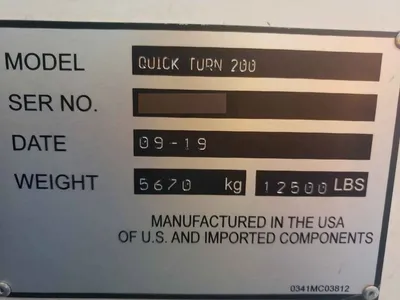 MODEL QUICK TURN 200
SER NO.
DATE 09-19
WEIGHT 5670 kg 12500 LBS
MANUFACTURED IN THE USA
OF U.S. AND IMPORTED COMPONENTS
0341MC03812